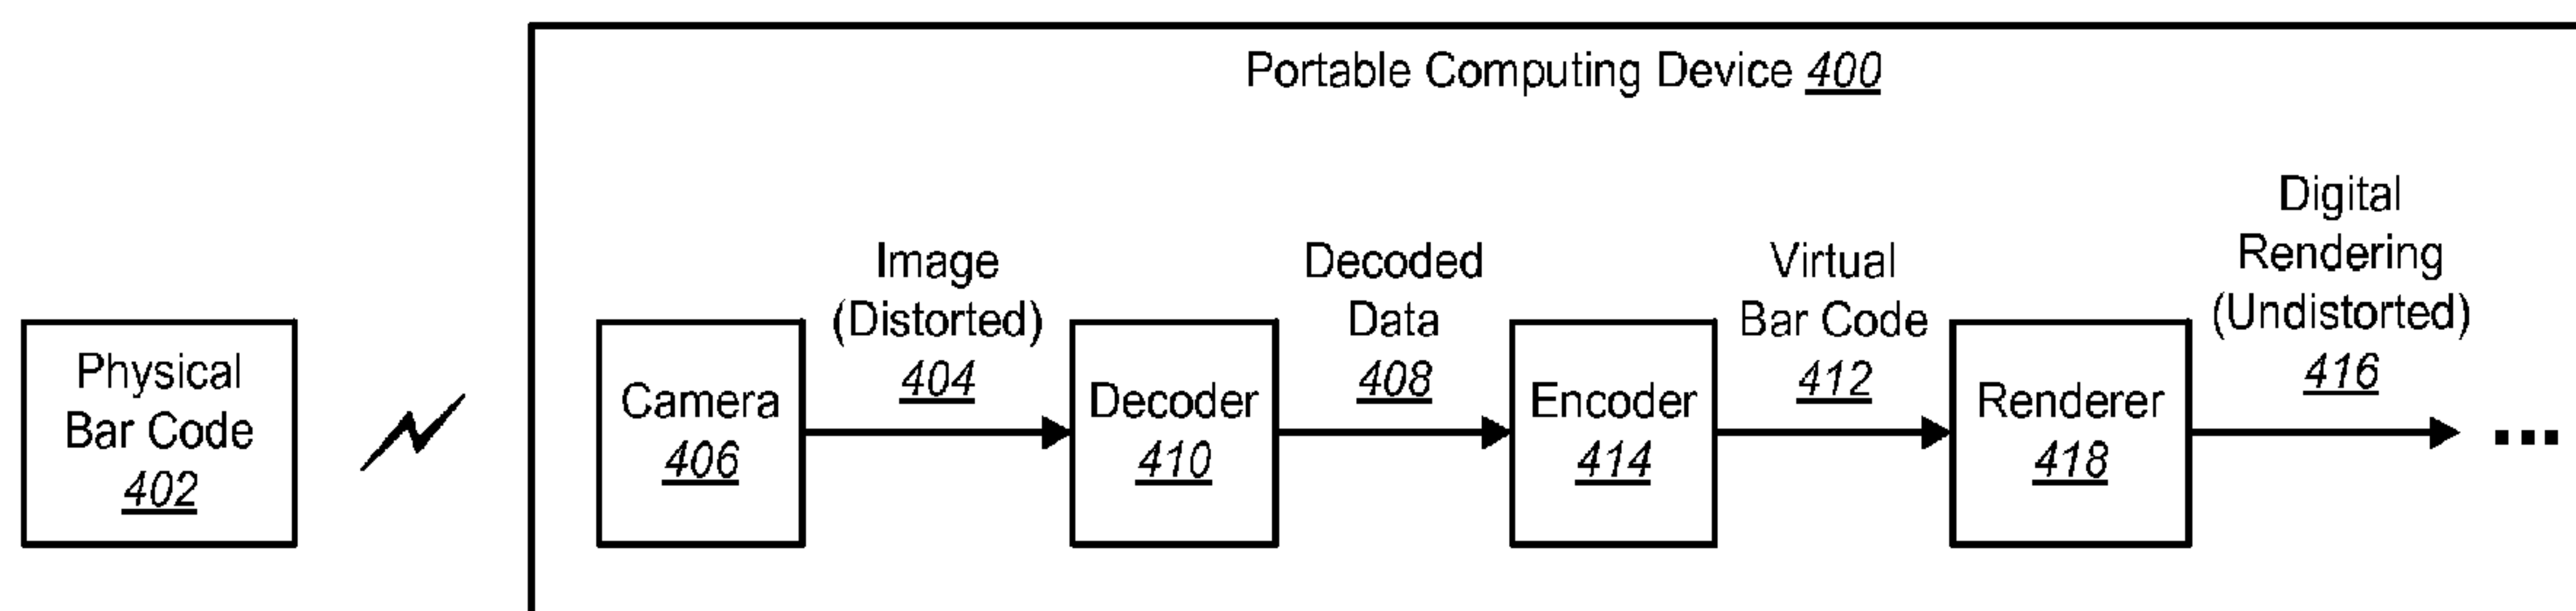 Portable Computing Device 400
Physical
Bar Code
402
Camera
406
Image
(Distorted)
404
Decoder
410
Decoded
Data
408
Encoder
414
Virtual
Bar Code
412
Renderer
418
Digital
Rendering
(Undistorted)
416
...